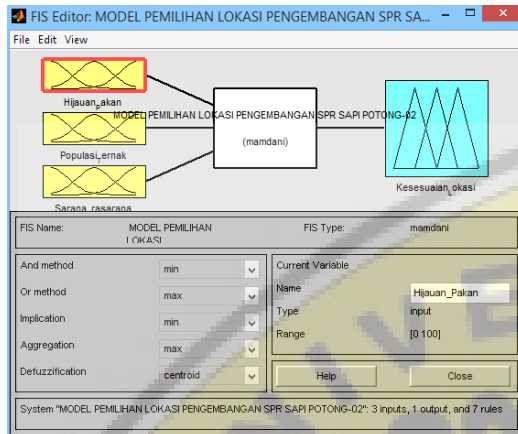 FIS Editor: MODEL PEMILIHAN LOKASI PENGEMBANGAN SPR SA...
File Edit View
Hijauan_pakan
MODEL PEMILIHAN LOKASI PENGEMBANGAN SPR SAPI POTONG-02
(mamdani)
Populasi_ternak
Kesesuaian_okasi
Sarana_rasarana
FIS Name: MODEL PEMILIHAN LOKASI
FIS Type: mamdani
And method min
Or method max
Implication min
Aggregation max
Defuzzification centroid
Current Variable
Name Hijauan_Pakan
Type input
Range [0 100]
Help Close
System "MODEL PEMILIHAN LOKASI PENGEMBANGAN SPR SAPI POTONG-02": 3 inputs, 1 output, and 7 rules